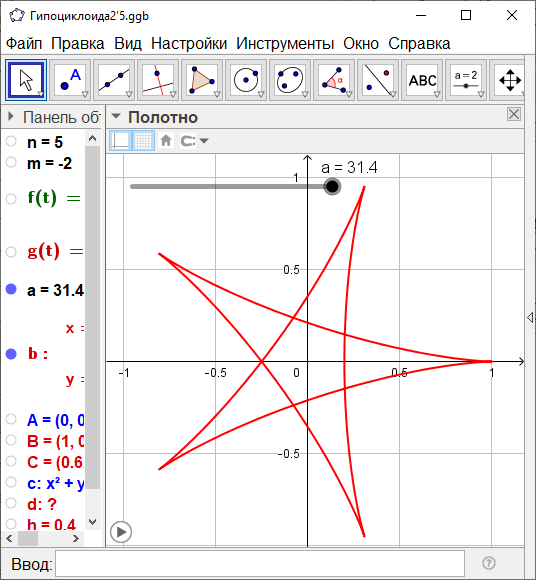 Гипоциклоида2'5.ggb
Файл Правка Вид Настройки Инструменты Окно Справка
A
α
ABC
a = 2
Панель об
Полотно
n = 5
m = -2
f(t) =
g(t) =
a = 31.4
x =
b :
y =
A = (0, 0
B = (1, 0
C = (0.6
c: x² + y
d: ?
h = 0.4
a = 31.4
1
0.5
-1
-0.5
0
0.5
1
-0.5
Ввод:
?